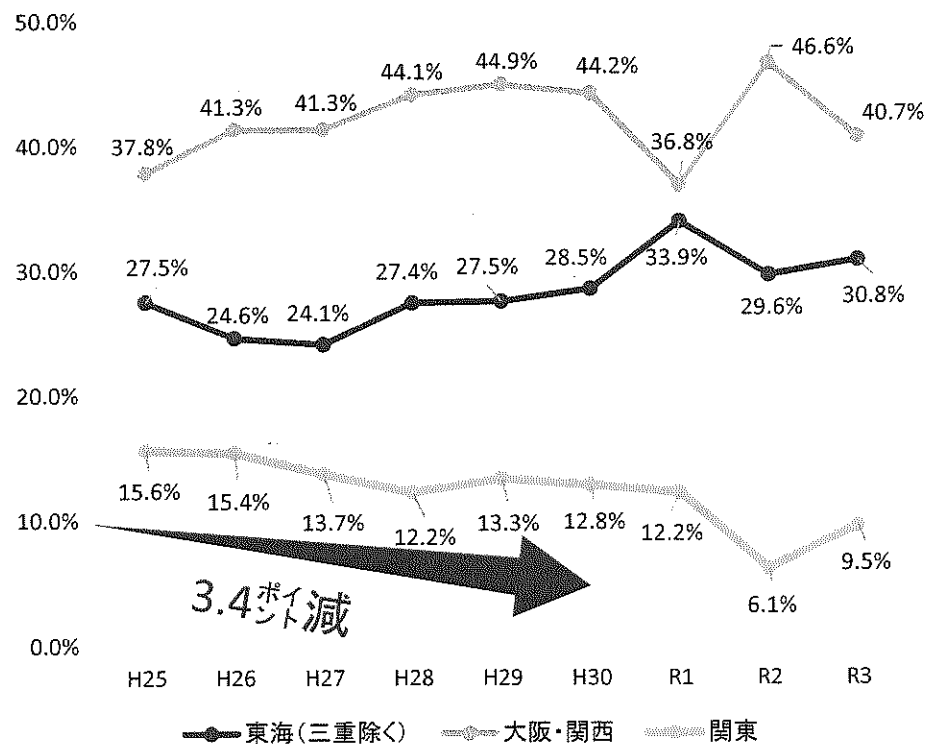 50.0%
40.0%
30.0%
20.0%
10.0%
0.0%
37.8% 41.3% 41.3% 44.1% 44.9% 44.2% 36.8% 46.6% 40.7%
27.5% 24.6% 24.1% 27.4% 27.5% 28.5% 33.9% 29.6% 30.8%
15.6% 15.4% 13.7% 12.2% 13.3% 12.8% 12.2% 6.1% 9.5%
3.4ポイント減
H25 H26 H27 H28 H29 H30 R1 R2 R3
東海(三重除く) 大阪・関西 関東